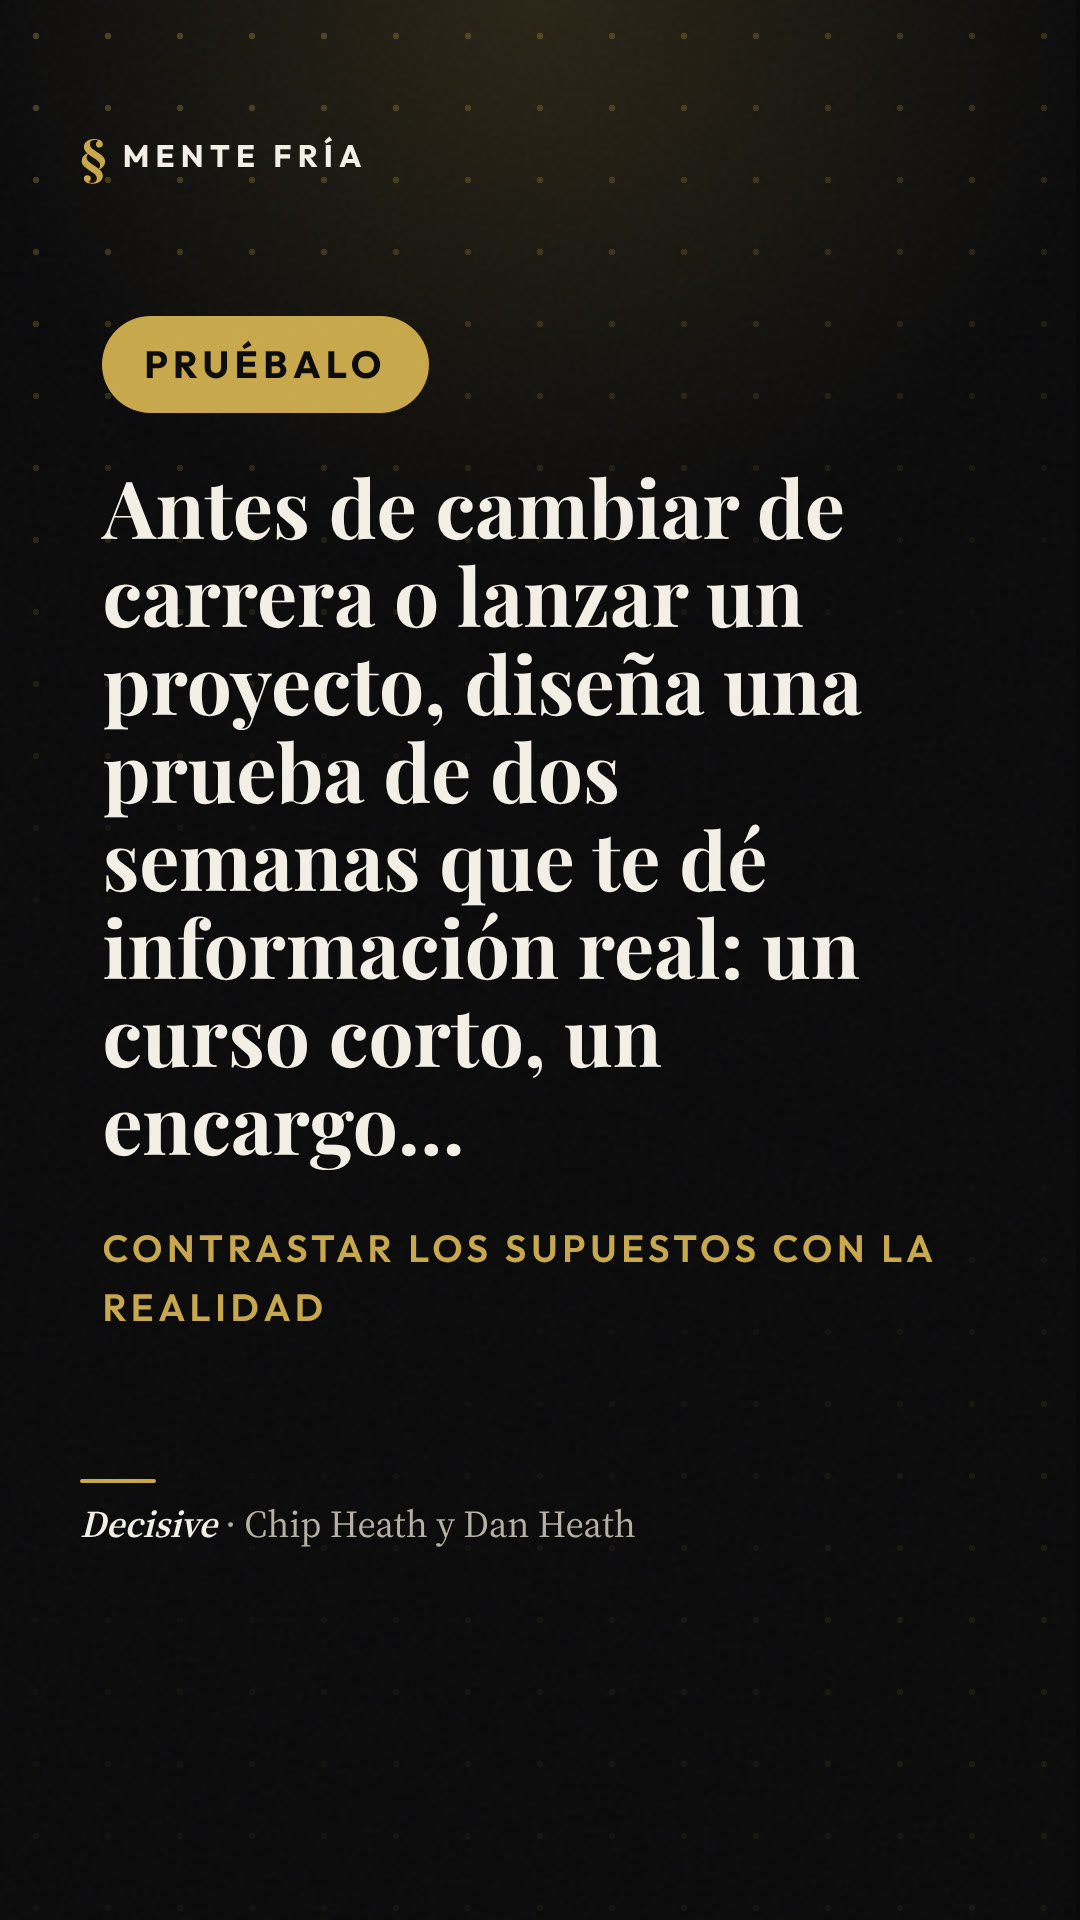 § MENTE FRÍA
PRUÉBALO
Antes de cambiar de
carrera o lanzar un
proyecto, diseña una
prueba de dos
semanas que te dé
información real: un
curso corto, un
encargo…
CONTRASTAR LOS SUPUESTOS CON LA
REALIDAD
Decisive · Chip Heath y Dan Heath